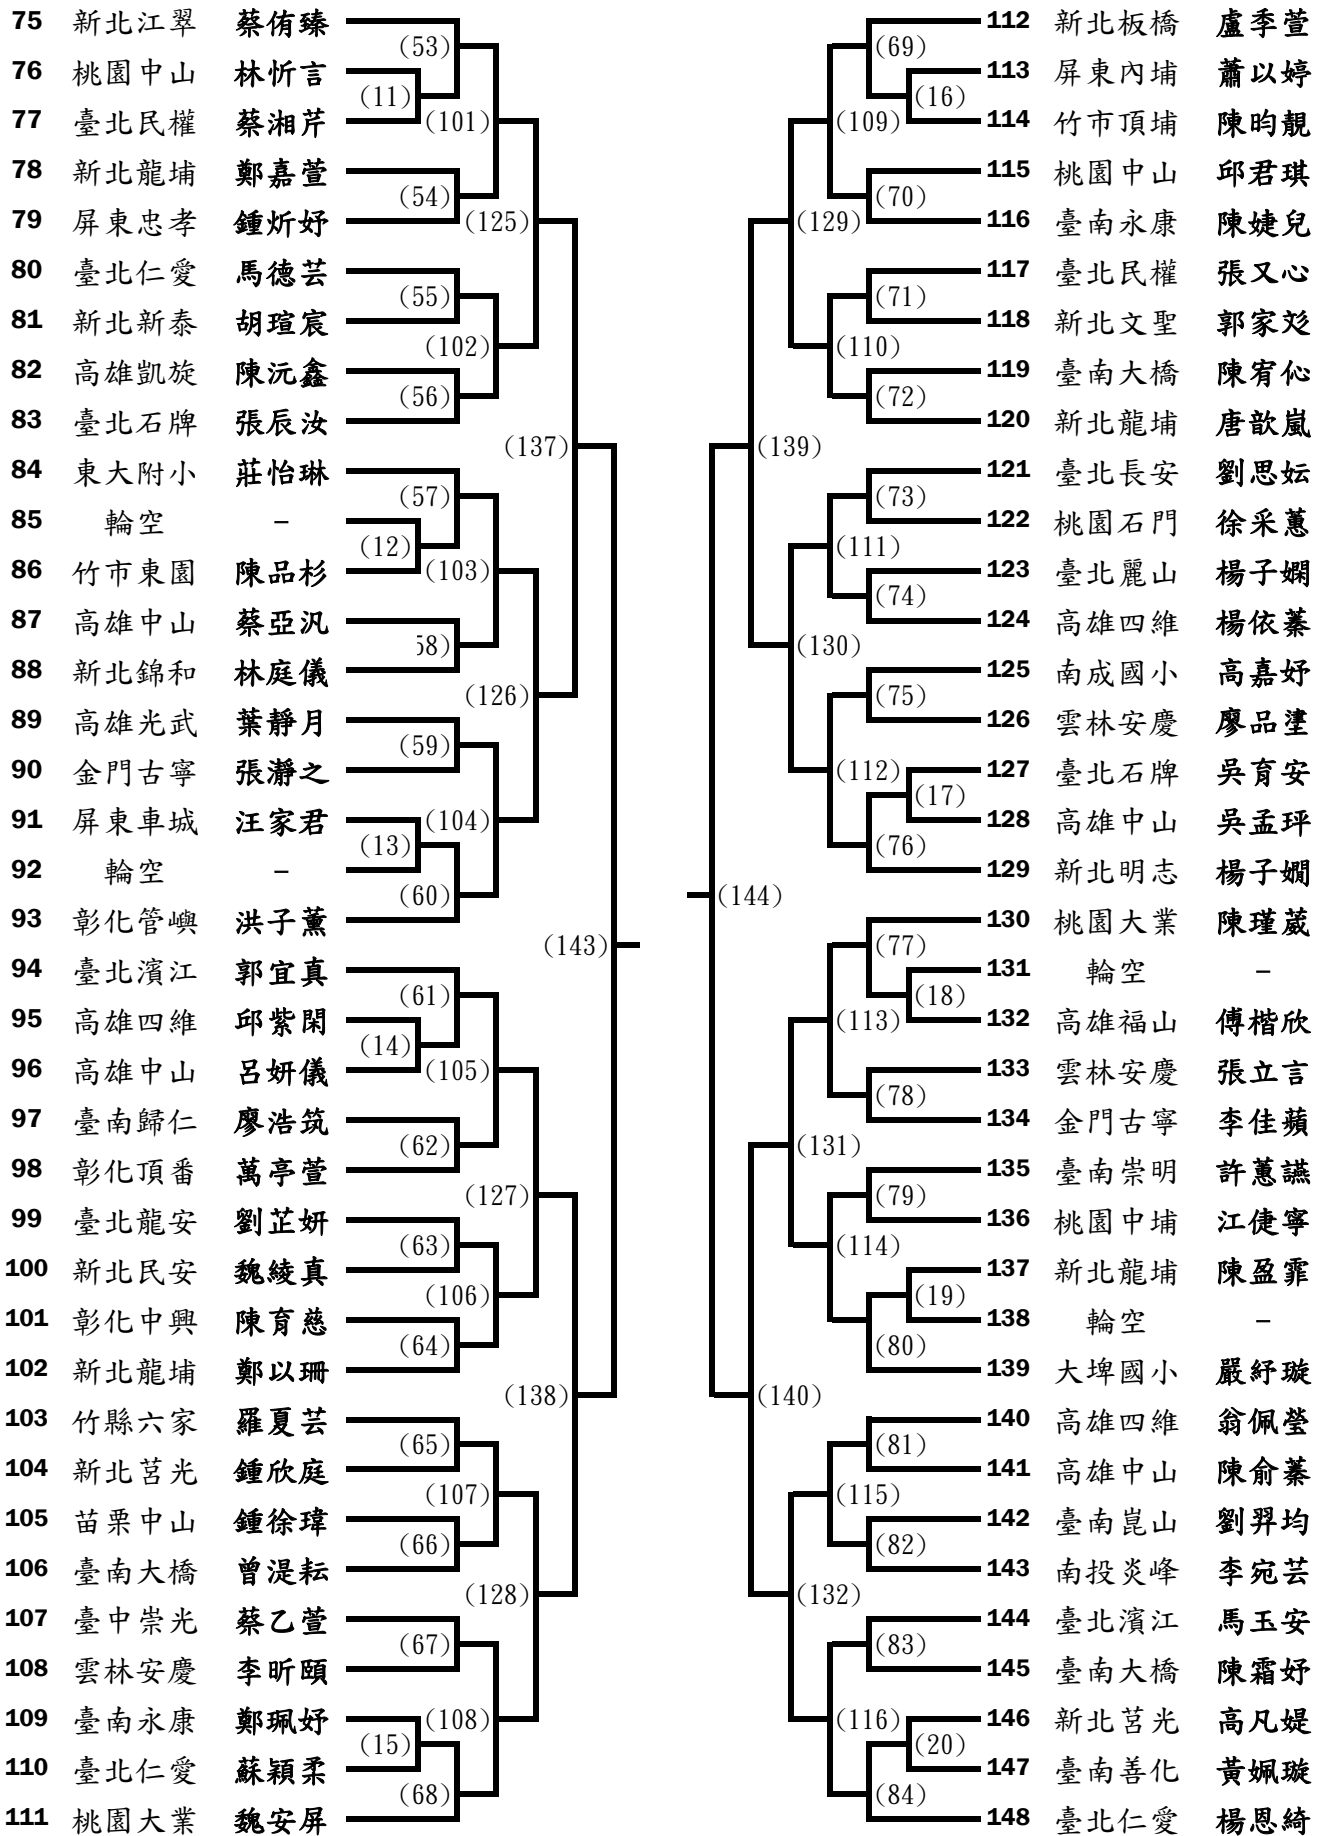 75 新北江翠 蔡侑臻
(53)
76 桃園中山 林忻言
(11)
77 臺北民權 蔡湘芹
(101)
78 新北龍埔 鄭嘉萱
(54)
79 屏東忠孝 鍾炘妤
(125)
80 臺北仁愛 馬德芸
(55)
81 新北新泰 胡瑄宸
(102)
82 高雄凱旋 陳沅鑫
(56)
83 臺北石牌 張辰汝
(137)
84 東大附小 莊怡琳
(57)
85 輪空 –
(12)
86 竹市東園 陳品杉
(103)
87 高雄中山 蔡亞汎
58)
88 新北錦和 林庭儀
(126)
89 高雄光武 葉靜月
(59)
90 金門古寧 張瀞之
91 屏東車城 汪家君
(104)
(13)
92 輪空 –
(60)
93 彰化管嶼 洪子薰
(143)
94 臺北濱江 郭宜真
(61)
95 高雄四維 邱紫閑
(14)
96 高雄中山 呂妍儀
(105)
97 臺南歸仁 廖浩筑
(62)
98 彰化頂番 萬亭萱
(127)
99 臺北龍安 劉芷妍
(63)
100 新北民安 魏綾真
(106)
101 彰化中興 陳育慈
(64)
102 新北龍埔 鄭以珊
(138)
103 竹縣六家 羅夏芸
(65)
104 新北莒光 鍾欣庭
(107)
105 苗栗中山 鍾徐瑋
(66)
106 臺南大橋 曾湜耘
(128)
107 臺中崇光 蔡乙萱
(67)
108 雲林安慶 李昕頤
109 臺南永康 鄭珮妤
(108)
(15)
110 臺北仁愛 蘇穎柔
(68)
111 桃園大業 魏安屏
112 新北板橋 盧季萱
(69)
113 屏東內埔 蕭以婷
(16)
114 竹市頂埔 陳昀靚
(109)
115 桃園中山 邱君琪
(70)
116 臺南永康 陳婕兒
(129)
117 臺北民權 張又心
(71)
118 新北文聖 郭家彣
(110)
119 臺南大橋 陳宥伈
(72)
120 新北龍埔 唐歆嵐
(139)
121 臺北長安 劉思妘
(73)
122 桃園石門 徐采蕙
(111)
123 臺北麗山 楊子嫻
(74)
124 高雄四維 楊依蓁
(130)
125 南成國小 高嘉妤
(75)
126 雲林安慶 廖品瑬
(112)
127 臺北石牌 吳育安
(17)
128 高雄中山 吳孟玶
(76)
129 新北明志 楊子嫺
(144)
130 桃園大業 陳瑾葳
(77)
131 輪空 –
(18)
132 高雄福山 傅楷欣
(113)
133 雲林安慶 張立言
(78)
134 金門古寧 李佳蘋
(131)
135 臺南崇明 許蕙讌
(79)
136 桃園中埔 江倢寧
(114)
137 新北龍埔 陳盈霏
(19)
138 輪空 –
(80)
139 大埤國小 嚴紓璇
(140)
140 高雄四維 翁佩瑩
(81)
141 高雄中山 陳俞蓁
(115)
142 臺南崑山 劉羿均
(82)
143 南投炎峰 李宛芸
(132)
144 臺北濱江 馬玉安
(83)
145 臺南大橋 陳霜妤
146 新北莒光 高凡媞
(116)
(20)
147 臺南善化 黃姵璇
(84)
148 臺北仁愛 楊恩綺